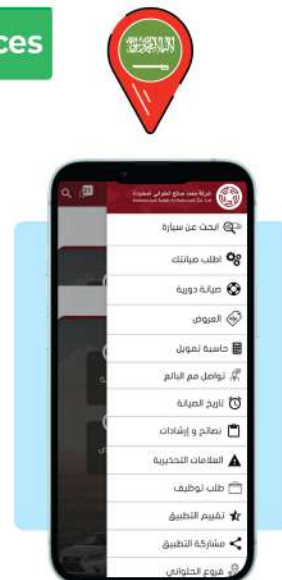 ces
21
ابحث عن سيارة
اطلب صيانتك
صيانة دورية
العروض
حاسبة تمويل
تواصل مع البائع
تاريخ الصيانة
نصائح و إرشادات
العلامات التحذيرية
طلب توظيف
تقييم التطبيق
مشاركة التطبيق
فروع الحلواني